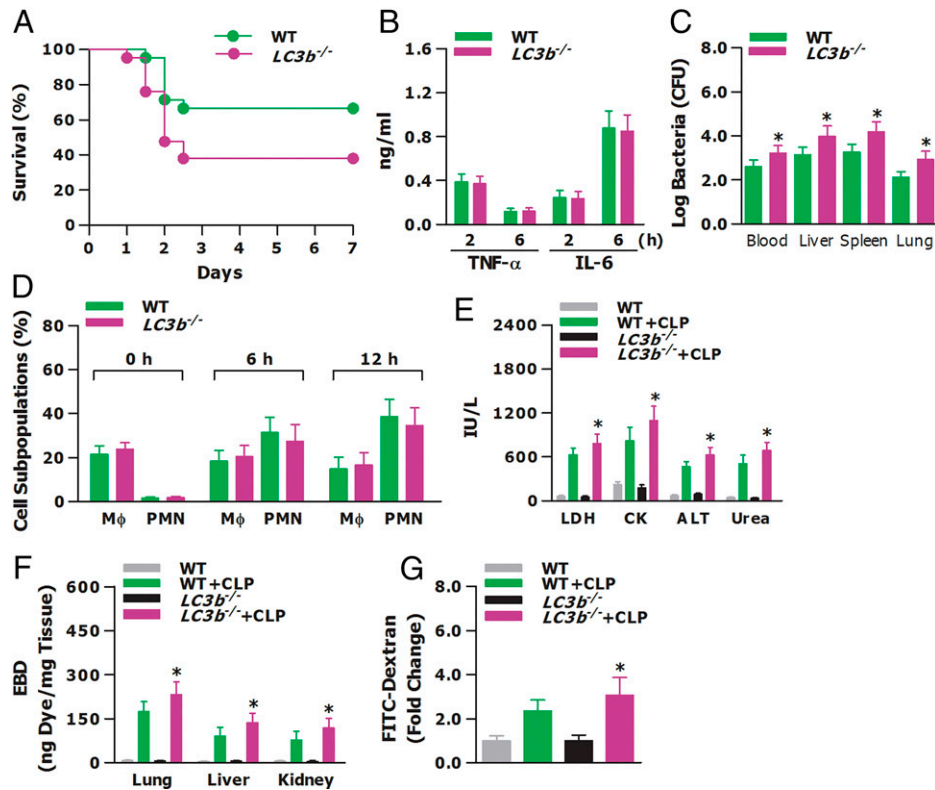 A
WT
LC3b-/-
100
80
60
40
20
0
Survival (%)
0 1 2 3 4 5 6 7
Days
B
WT
LC3b-/-
1.6
1.2
0.8
0.4
0.0
ng/ml
2 6 2 6 (h)
TNF-α IL-6
C
WT
LC3b-/-
8.0
6.0
4.0
2.0
0.0
Log Bacteria (CFU)
* * * *
Blood Liver Spleen Lung
D
WT
LC3b-/-
80
60
40
20
0
Cell Subpopulations (%)
0 h 6 h 12 h
Mϕ PMN Mϕ PMN Mϕ PMN
E
WT
WT+CLP
LC3b-/-
LC3b-/-+CLP
2400
1800
1200
600
0
IU/L
* * * *
LDH CK ALT Urea
F
WT
WT+CLP
LC3b-/-
LC3b-/-+CLP
600
450
300
150
0
EBD
(ng Dye/mg Tissue)
* * *
Lung Liver Kidney
G
WT
WT+CLP
LC3b-/-
LC3b-/-+CLP
8.0
6.0
4.0
2.0
0.0
FITC-Dextran
(Fold Change)
*